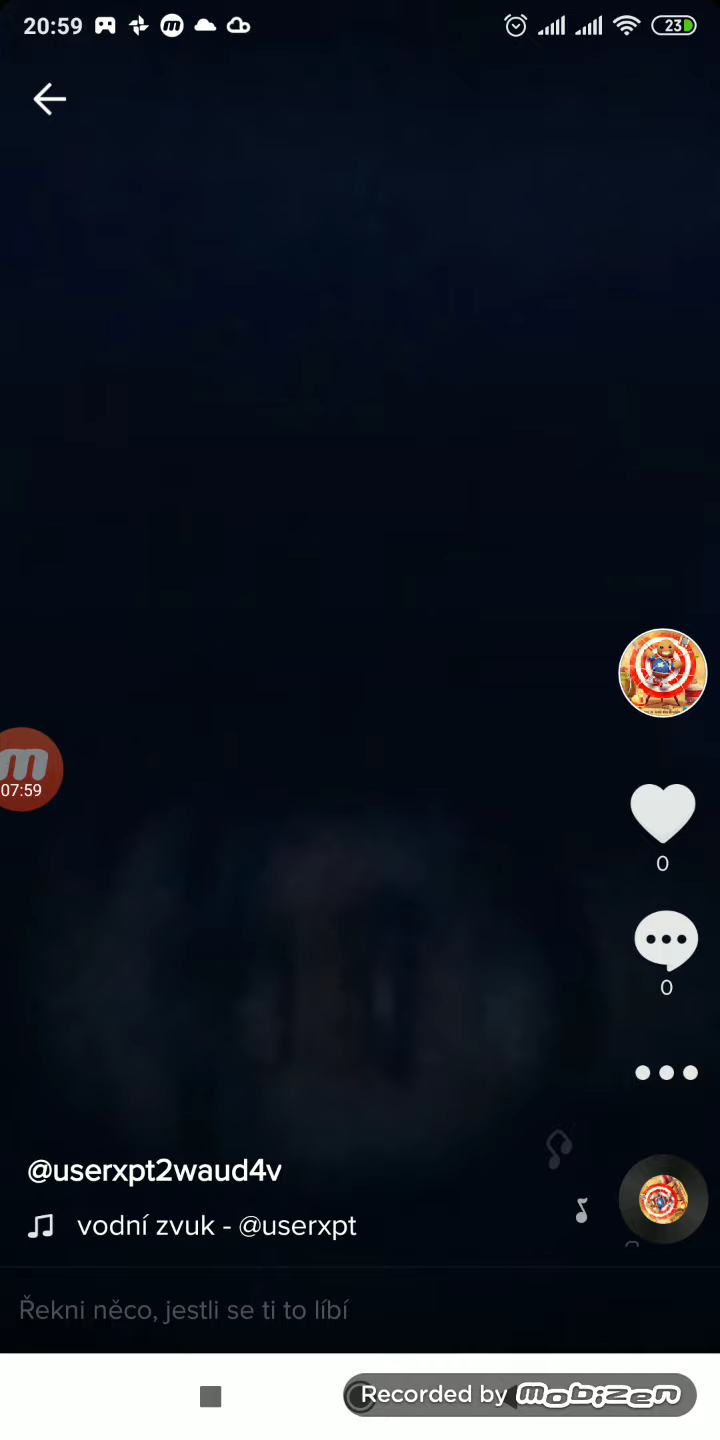 20:59
23
07:59
0
0
@userxpt2waud4v
vodní zvuk - @userxpt
Řekni něco, jestli se ti to líbí
Recorded by mobizen